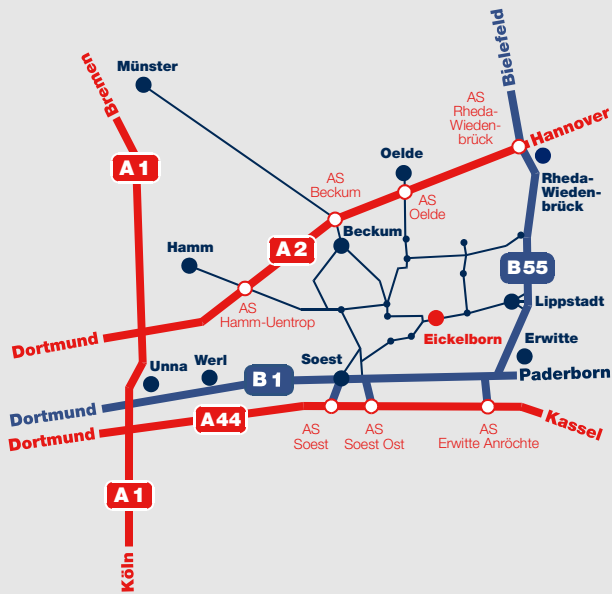 Bielefeld
Münster
Bremen
AS
Rheda-
Wieden-
brück
Hannover
A 1
Oelde
AS
Beckum
AS
Oelde
Rheda-
Wieden-
brück
Hamm
A 2
Beckum
B 55
AS
Hamm-Uentrop
Lippstadt
Eickelborn
Dortmund
Unna
Werl
Soest
Erwitte
B 1
Paderborn
Dortmund
A 44
Dortmund
Kassel
AS
Soest
AS
Soest Ost
AS
Erwitte Anröchte
A 1
Köln